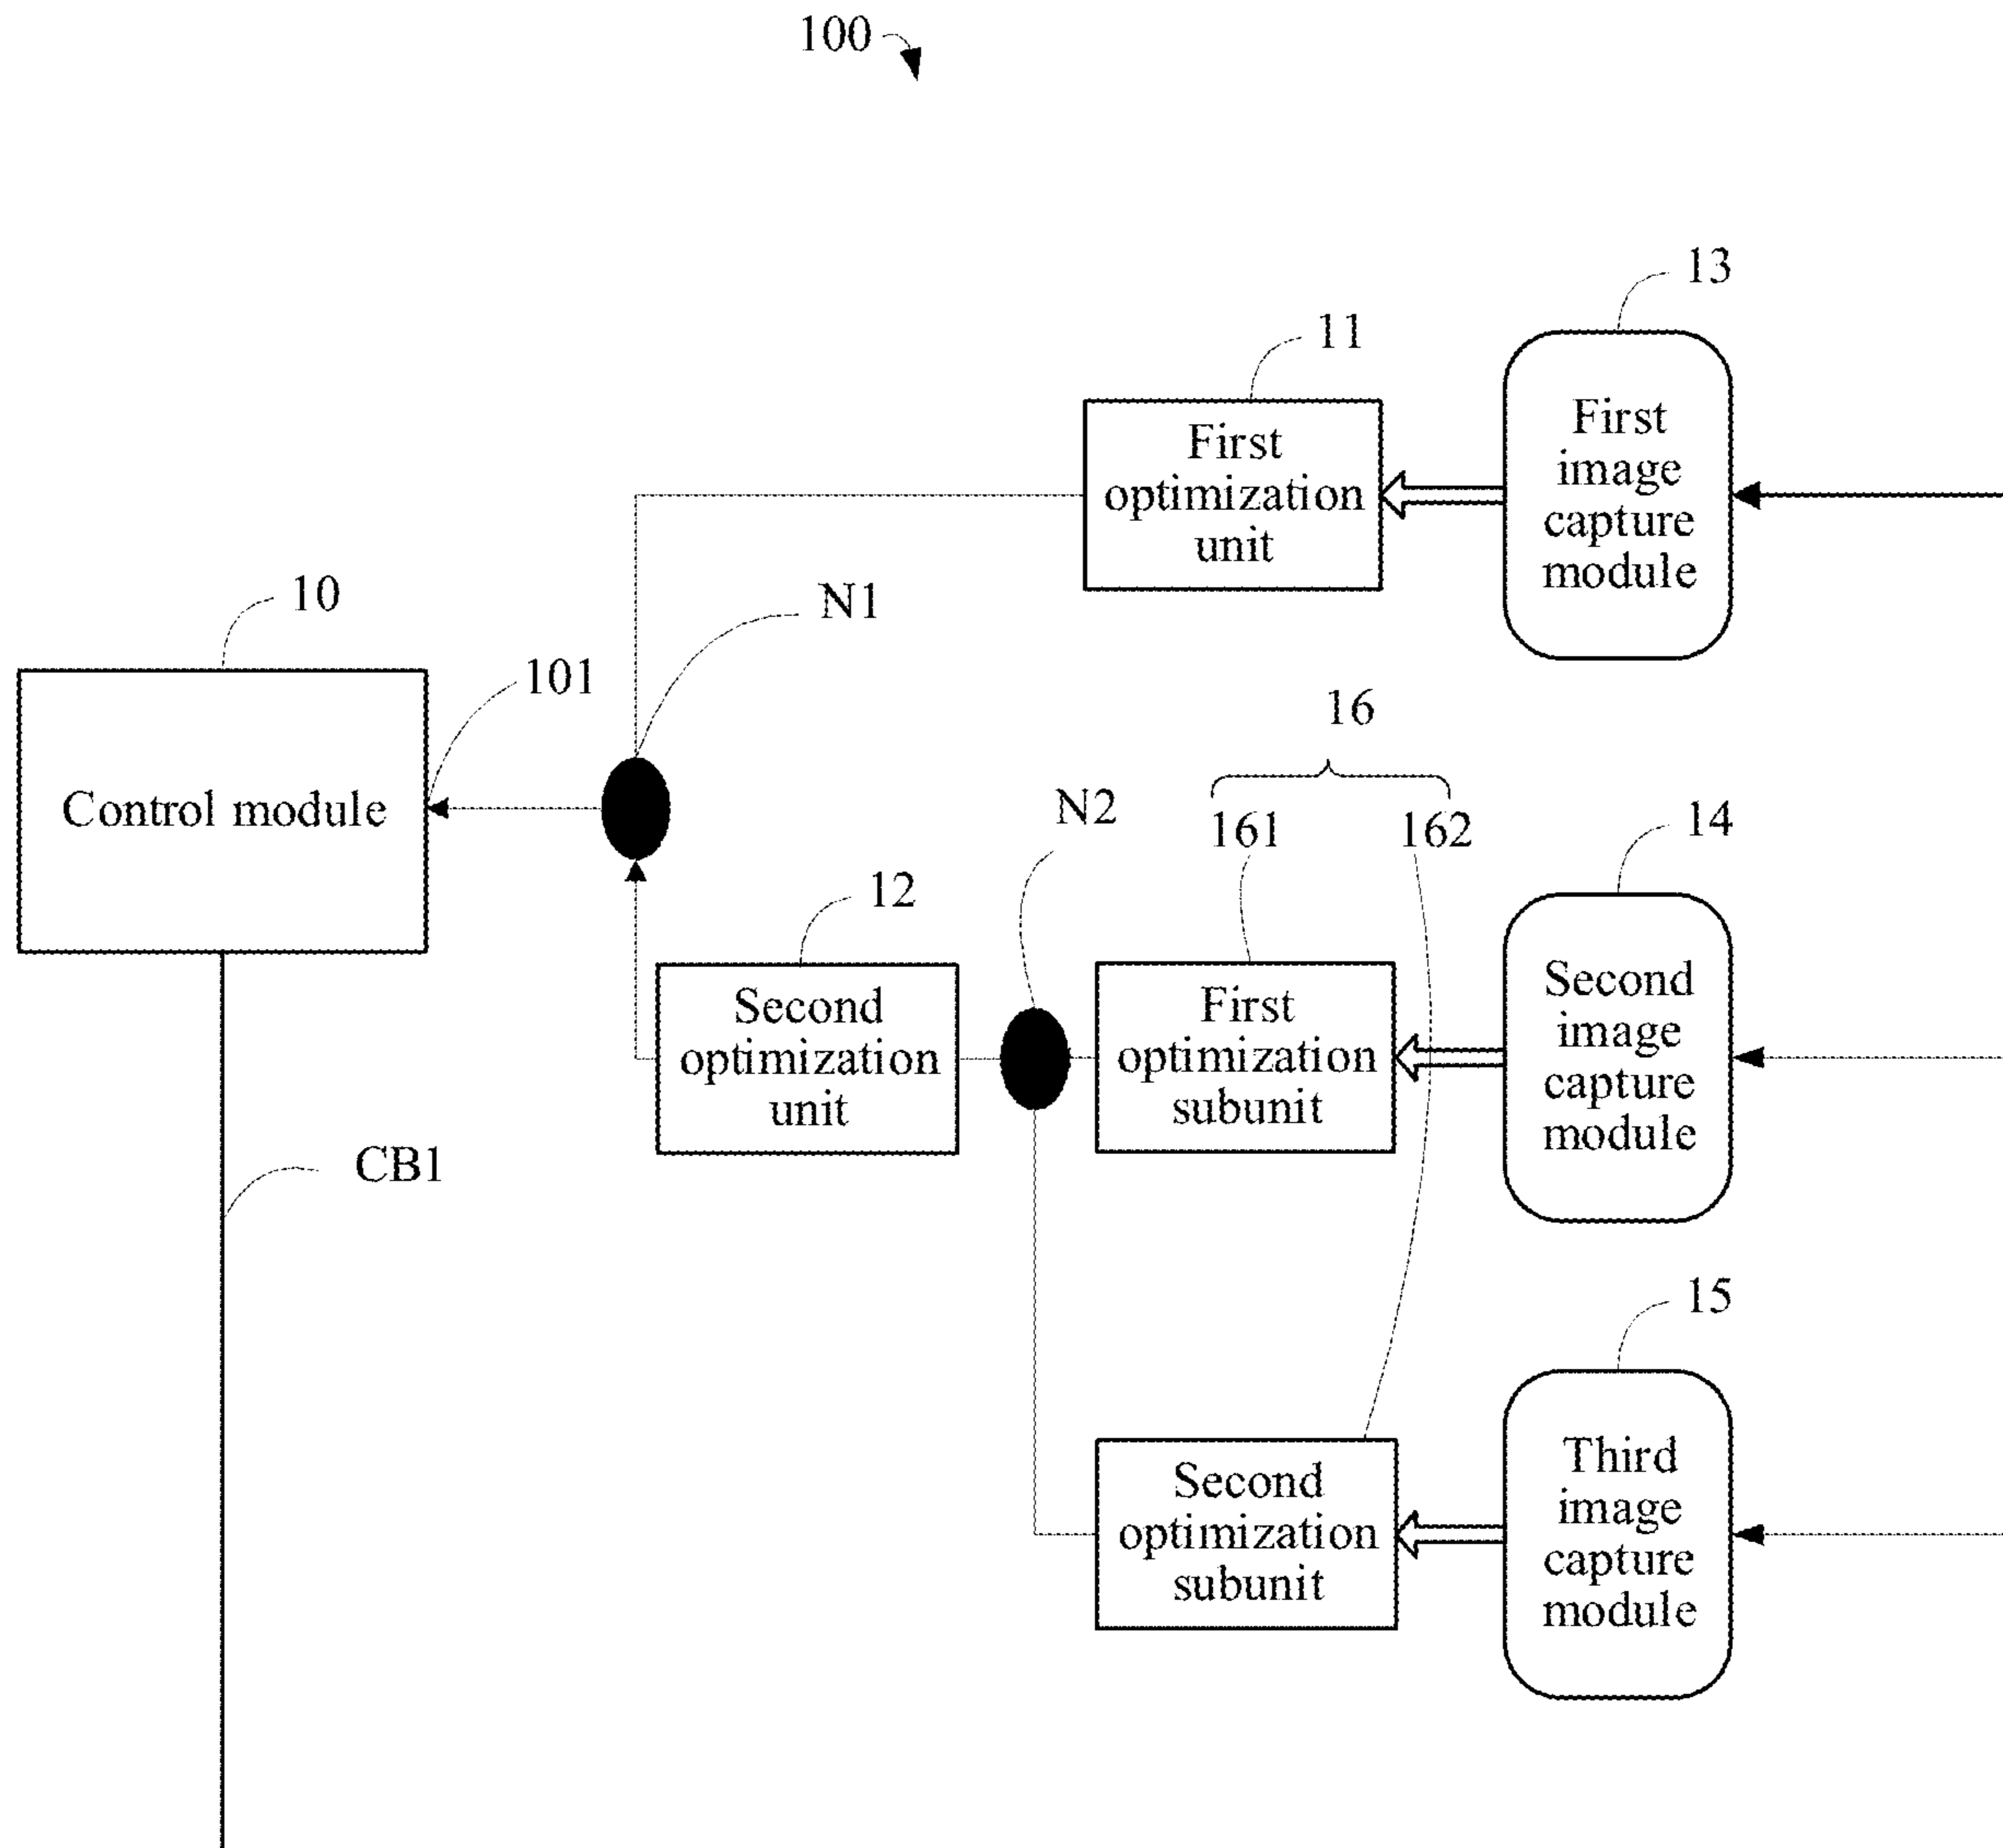 100
13
First
image
capture
module
11
First
optimization
unit
10
N1
101
Control module
16
161
162
N2
14
Second
image
capture
module
12
Second
optimization
unit
First
optimization
subunit
CB1
15
Third
image
capture
module
Second
optimization
subunit